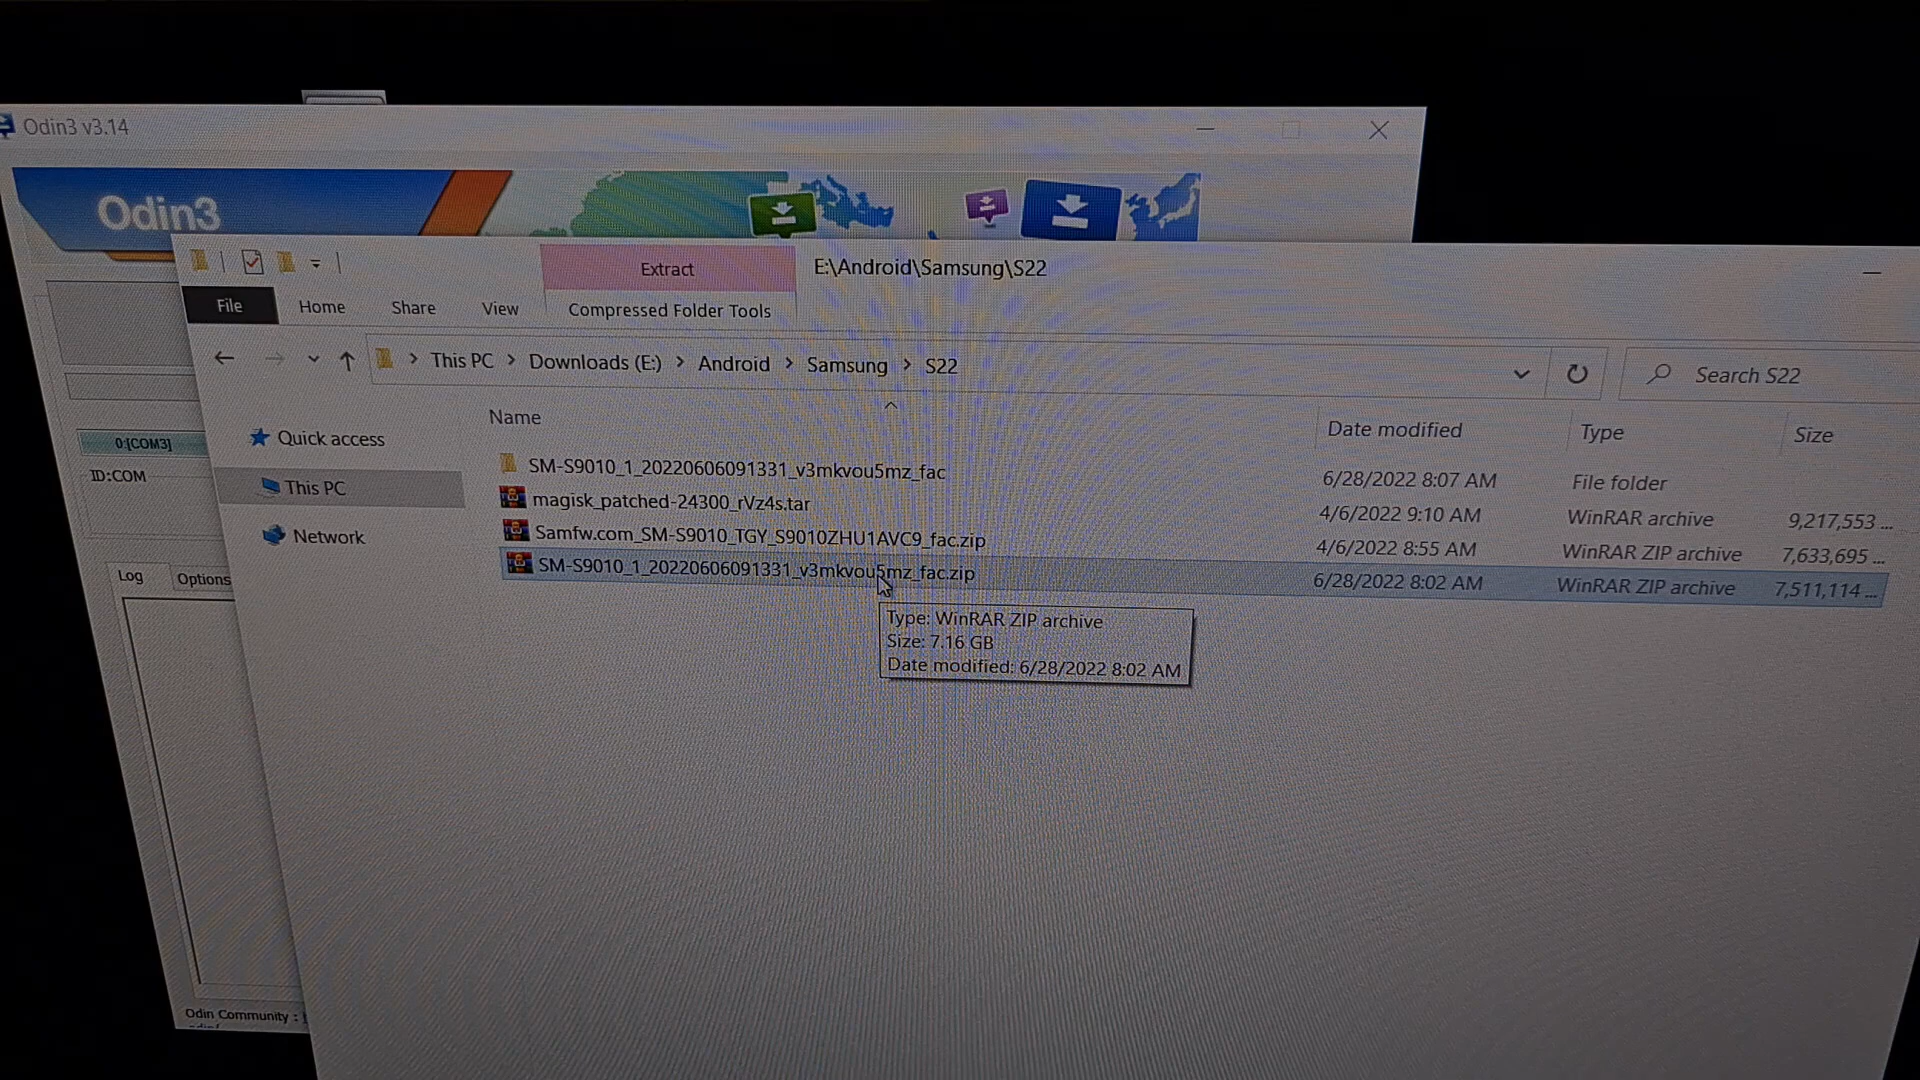 Odin3 v3.14
Odin3
Extract
E:\Android\Samsung\S22
File
Home
Share
View
Compressed Folder Tools
This PC > Downloads (E:) > Android > Samsung > S22
Search S22
Name
Date modified
Type
Size
Quick access
This PC
Network
SM-S9010_1_20220606091331_v3mkvou5mz_fac
6/28/2022 8:07 AM
File folder
magisk_patched-24300_rVz4s.tar
4/6/2022 9:10 AM
WinRAR archive
9,217,553 ...
Samfw.com_SM-S9010_TGY_S9010ZHU1AVC9_fac.zip
4/6/2022 8:55 AM
WinRAR ZIP archive
7,633,695 ...
SM-S9010_1_20220606091331_v3mkvou5mz_fac.zip
6/28/2022 8:02 AM
WinRAR ZIP archive
7,511,114 ...
Type: WinRAR ZIP archive
Size: 7.16 GB
Date modified: 6/28/2022 8:02 AM
0:[COM3]
ID:COM
Log
Options
Odin Community :